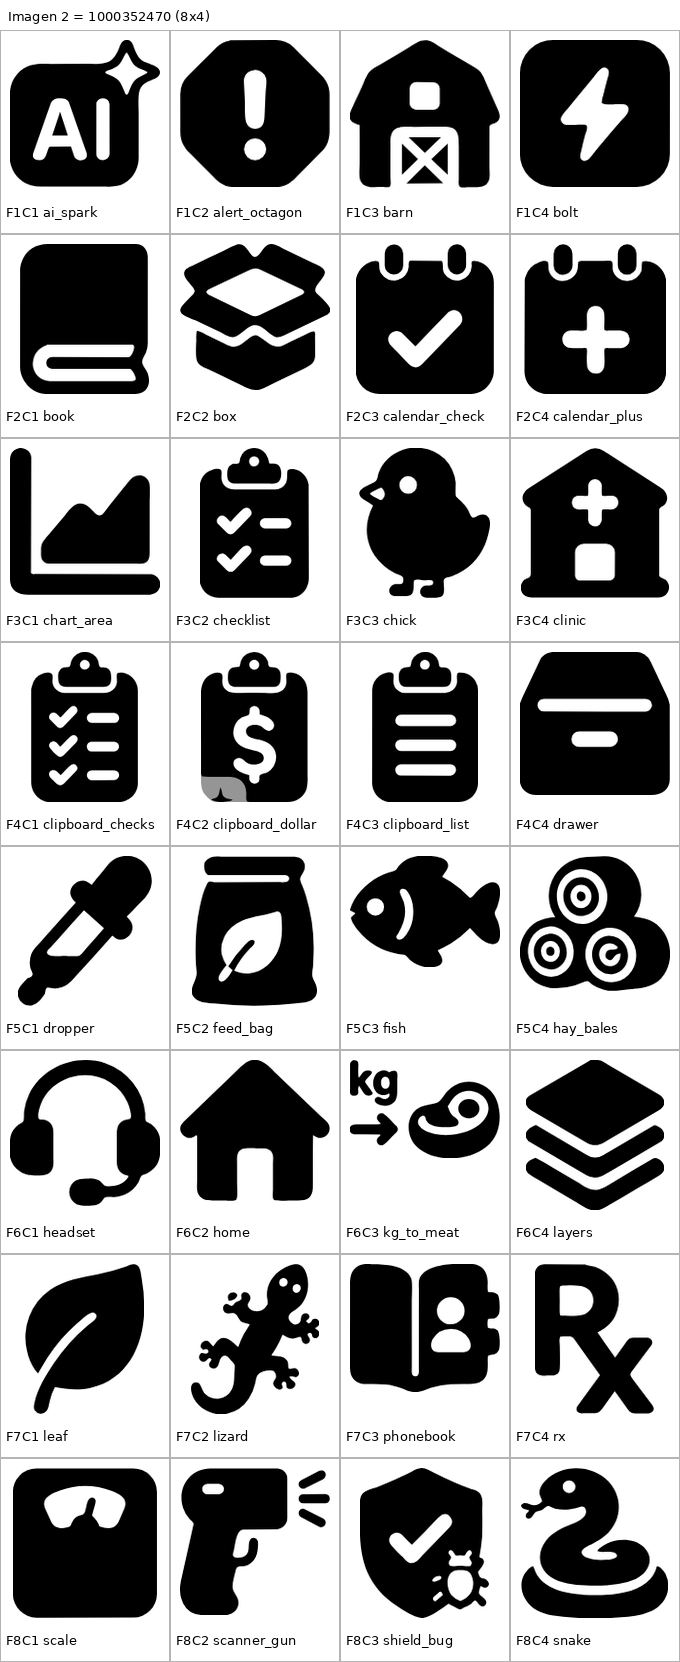 Imagen 2 = 1000352470 (8x4)
AI
F1C1 ai_spark
!
F1C2 alert_octagon
F1C3 barn
F1C4 bolt
F2C1 book
F2C2 box
F2C3 calendar_check
F2C4 calendar_plus
F3C1 chart_area
F3C2 checklist
F3C3 chick
F3C4 clinic
F4C1 clipboard_checks
$
F4C2 clipboard_dollar
F4C3 clipboard_list
F4C4 drawer
F5C1 dropper
F5C2 feed_bag
F5C3 fish
F5C4 hay_bales
F6C1 headset
F6C2 home
kg
F6C3 kg_to_meat
F6C4 layers
F7C1 leaf
F7C2 lizard
F7C3 phonebook
Rx
F7C4 rx
F8C1 scale
F8C2 scanner_gun
F8C3 shield_bug
F8C4 snake